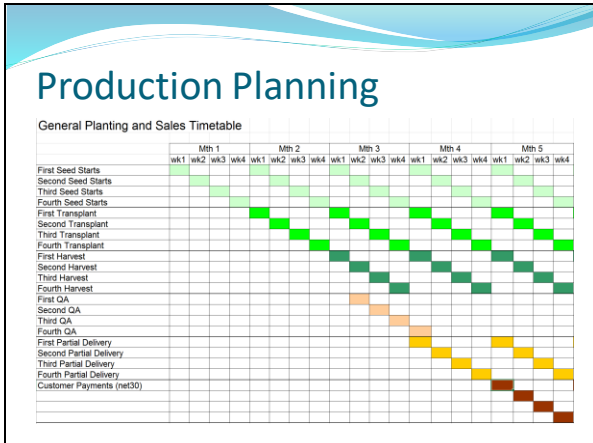 Production Planning
General Planting and Sales Timetable
Mth 1 Mth 2 Mth 3 Mth 4 Mth 5
wk1 wk2 wk3 wk4 wk1 wk2 wk3 wk4 wk1 wk2 wk3 wk4 wk1 wk2 wk3 wk4 wk1 wk2 wk3 wk4
First Seed Starts
Second Seed Starts
Third Seed Starts
Fourth Seed Starts
First Transplant
Second Transplant
Third Transplant
Fourth Transplant
First Harvest
Second Harvest
Third Harvest
Fourth Harvest
First QA
Second QA
Third QA
Fourth QA
First Partial Delivery
Second Partial Delivery
Third Partial Delivery
Fourth Partial Delivery
Customer Payments (net30)